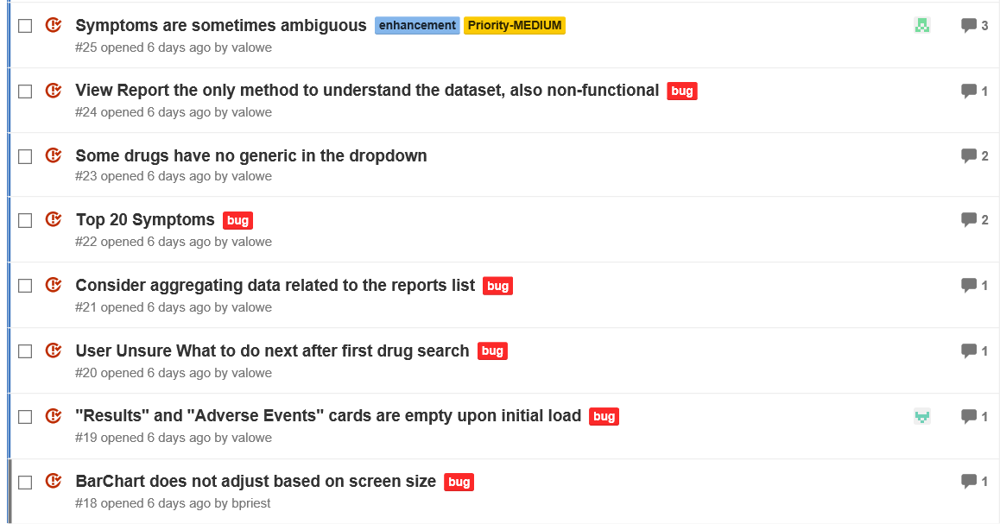 Symptoms are sometimes ambiguous enhancement Priority-MEDIUM 3
#25 opened 6 days ago by valowe
View Report the only method to understand the dataset, also non-functional bug 1
#24 opened 6 days ago by valowe
Some drugs have no generic in the dropdown 2
#23 opened 6 days ago by valowe
Top 20 Symptoms bug 2
#22 opened 6 days ago by valowe
Consider aggregating data related to the reports list bug 1
#21 opened 6 days ago by valowe
User Unsure What to do next after first drug search bug 1
#20 opened 6 days ago by valowe
"Results" and "Adverse Events" cards are empty upon initial load bug 1
#19 opened 6 days ago by valowe
BarChart does not adjust based on screen size bug 1
#18 opened 6 days ago by bpriest